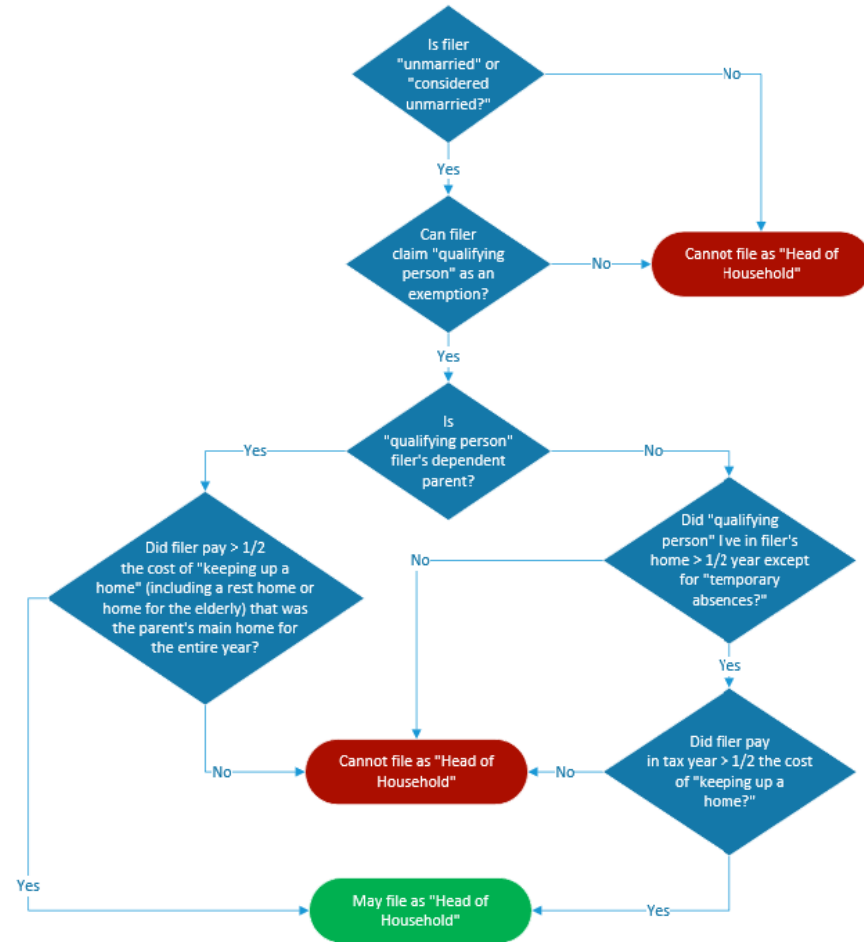 Is filer
"unmarried" or
"considered
unmarried?"
No
Yes
Can filer
claim "qualifying
person" as an
exemption?
No
Cannot file as "Head of
Household"
Yes
Is
"qualifying person"
filer's dependent
parent?
Yes
No
Did filer pay > 1/2
the cost of "keeping up a
home" (including a rest home or
home for the elderly) that was
the parent's main home for
the entire year?
Did "qualifying
person" l ve in filer's
home > 1/2 year except
for "temporary
absences?"
No
Yes
No
Cannot file as "Head of
Household"
No
Did filer pay
in tax year > 1/2 the cost
of "keeping up a
home?"
Yes
May file as "Head of
Household"
Yes